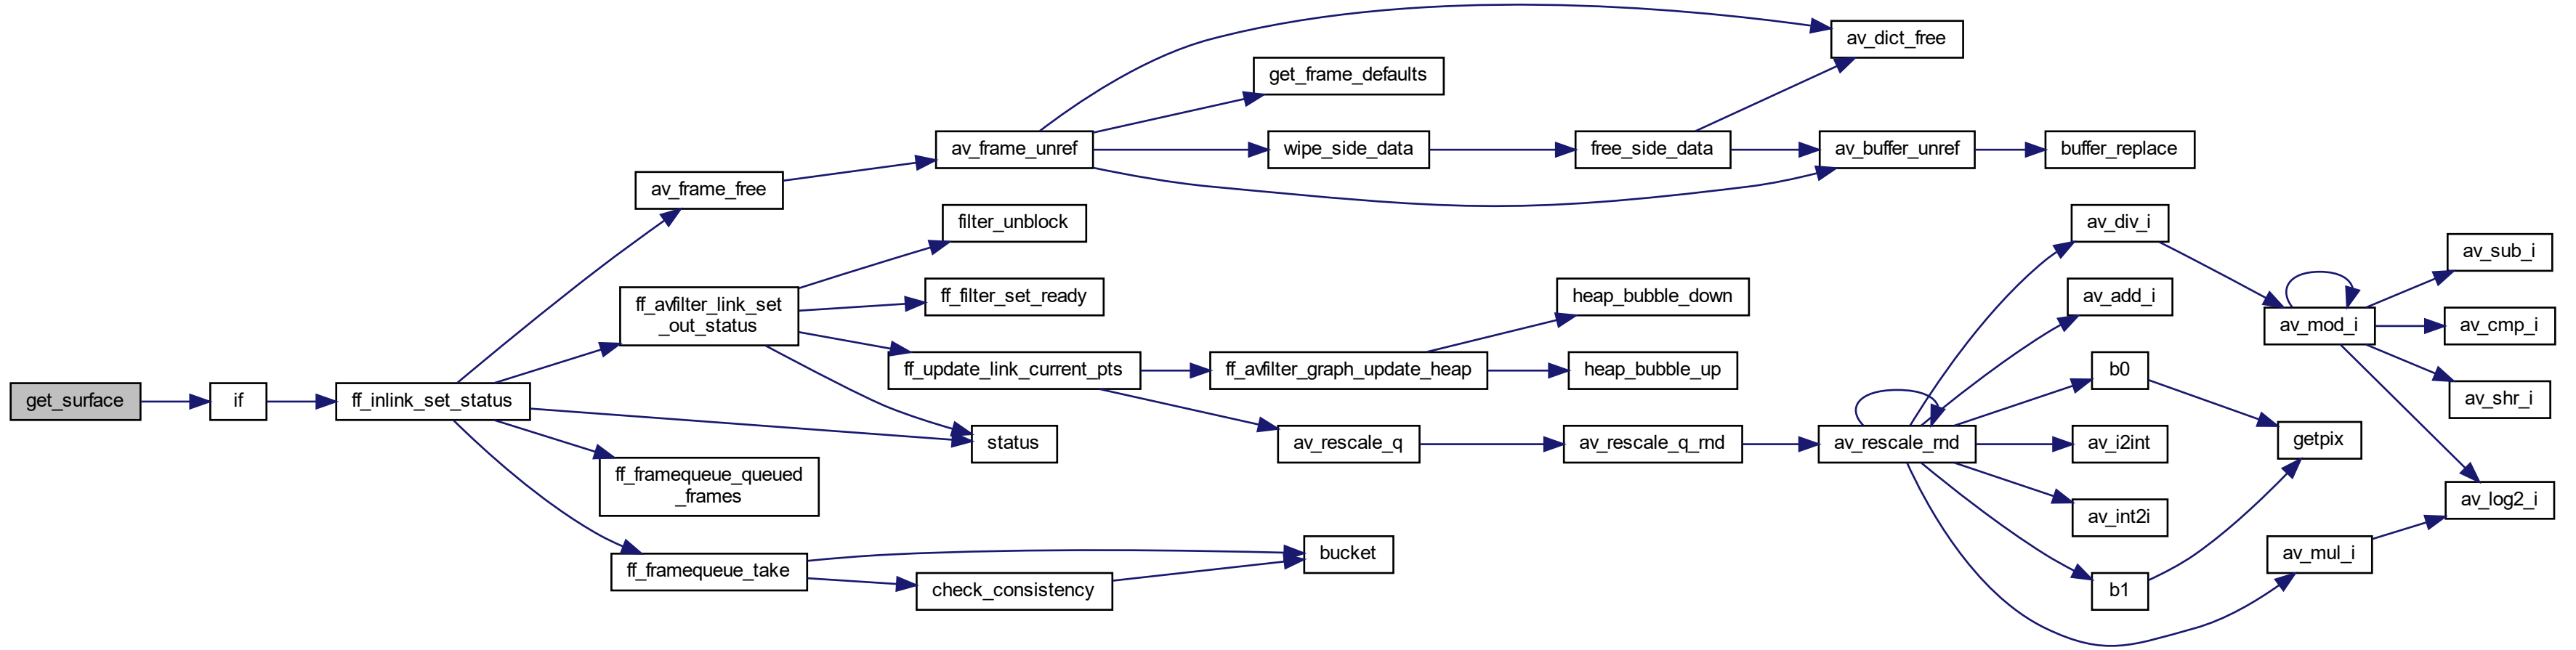 get_surface
if
ff_inlink_set_status
av_frame_free
av_frame_unref
av_dict_free
get_frame_defaults
wipe_side_data
free_side_data
av_buffer_unref
buffer_replace
ff_avfilter_link_set
_out_status
filter_unblock
ff_filter_set_ready
ff_update_link_current_pts
ff_avfilter_graph_update_heap
heap_bubble_down
heap_bubble_up
status
av_rescale_q
av_rescale_q_rnd
av_rescale_rnd
av_div_i
av_add_i
b0
av_i2int
av_int2i
b1
av_mod_i
getpix
av_mul_i
av_sub_i
av_cmp_i
av_shr_i
av_log2_i
ff_framequeue_queued
_frames
ff_framequeue_take
check_consistency
bucket